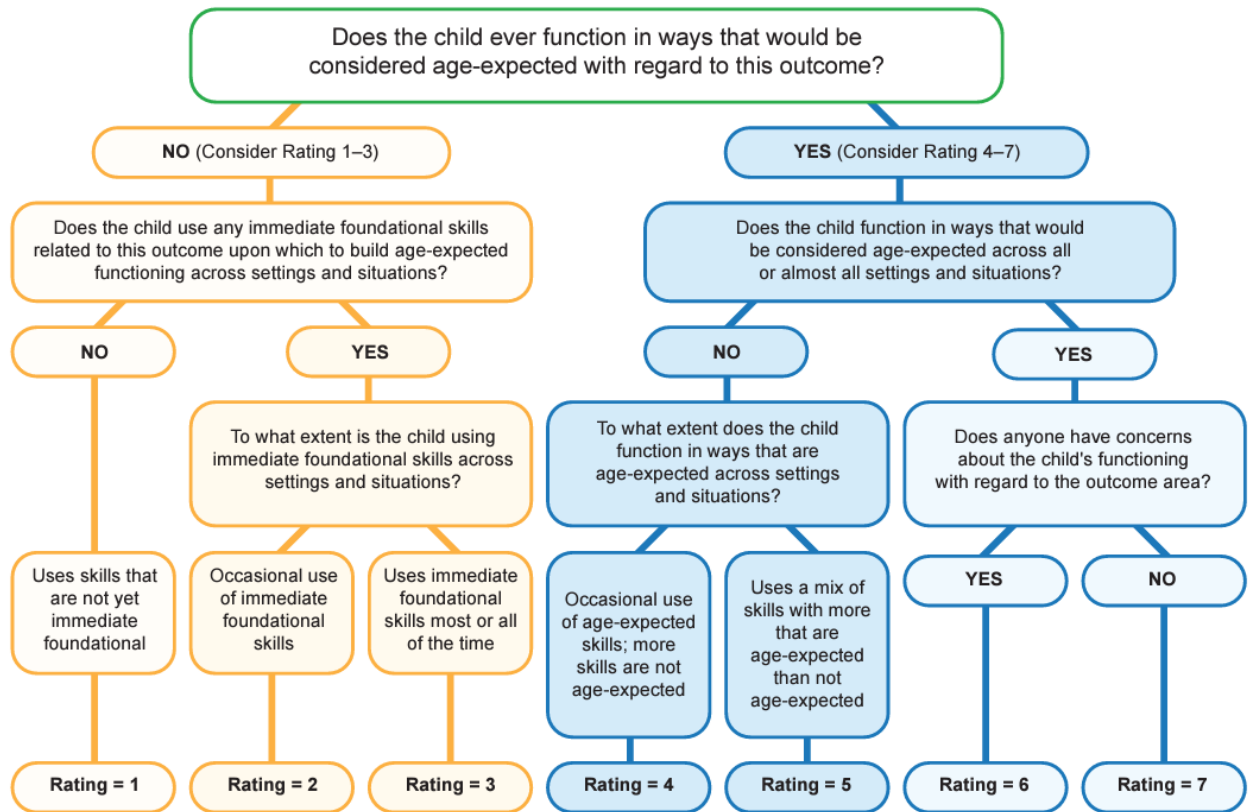 Does the child ever function in ways that would be
considered age-expected with regard to this outcome?
NO (Consider Rating 1–3)
YES (Consider Rating 4–7)
Does the child use any immediate foundational skills
related to this outcome upon which to build age-expected
functioning across settings and situations?
Does the child function in ways that would
be considered age-expected across all
or almost all settings and situations?
NO
YES
NO
YES
To what extent is the child using
immediate foundational skills across
settings and situations?
To what extent does the child
function in ways that are
age-expected across settings
and situations?
Does anyone have concerns
about the child's functioning
with regard to the outcome area?
Uses skills that
are not yet
immediate
foundational
Occasional use
of immediate
foundational
skills
Uses immediate
foundational
skills most or all
of the time
Occasional use
of age-expected
skills; more
skills are not
age-expected
Uses a mix of
skills with more
that are
age-expected
than not
age-expected
YES
NO
Rating = 1
Rating = 2
Rating = 3
Rating = 4
Rating = 5
Rating = 6
Rating = 7